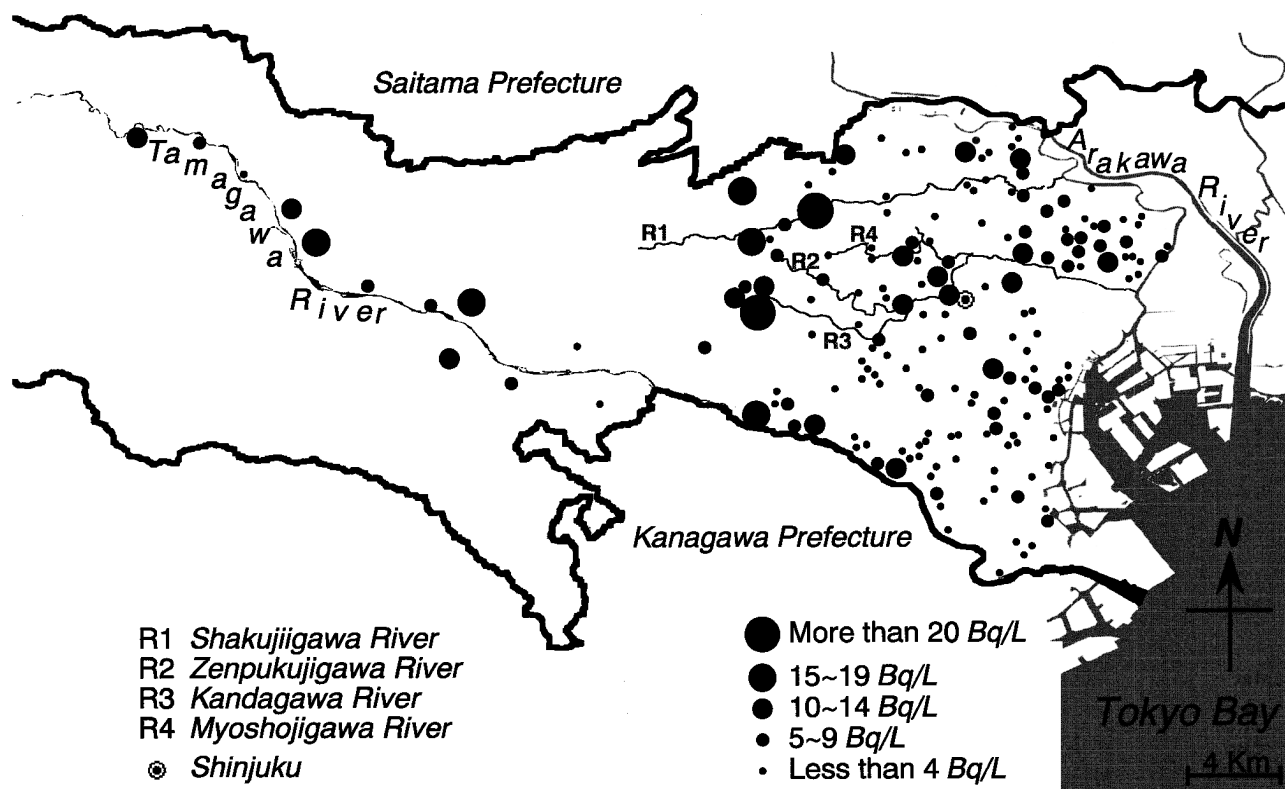 Saitama Prefecture
Tamagawa
River
Arakawa
River
R1
R4
R2
R3
Kanagawa Prefecture
N
R1 Shakujiigawa River
R2 Zenpukujigawa River
R3 Kandagawa River
R4 Myoshojigawa River
Shinjuku
More than 20 Bq/L
15~19 Bq/L
10~14 Bq/L
5~9 Bq/L
Less than 4 Bq/L
Tokyo Bay
4 Km